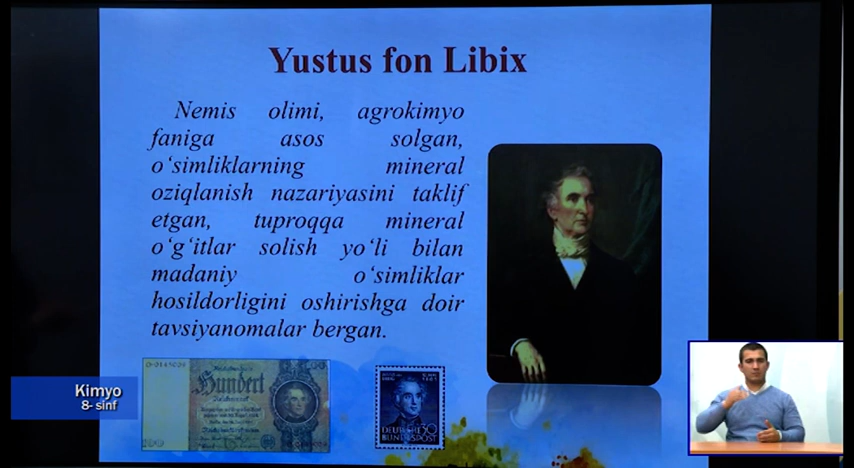 Yustus fon Libix
Nemis olimi, agrokimyo
faniga asos solgan,
o‘simliklarning mineral
oziqlanish nazariyasini taklif
etgan, tuproqqa mineral
o‘g‘itlar solish yo‘li bilan
madaniy o‘simliklar
hosildorligini oshirishga doir
tavsiyanomalar bergan.
Hundert
30
DEUTSCHE
BUNDESPOST
Kimyo
8- sinf